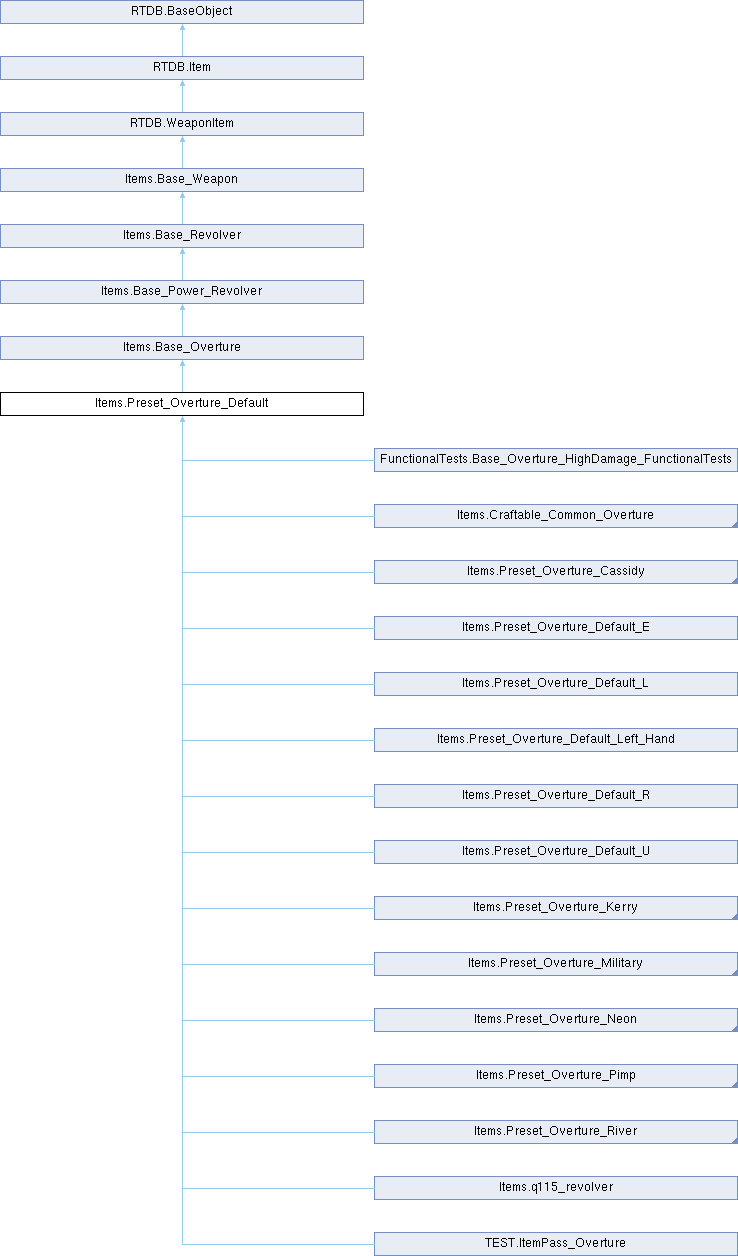 RTDB.BaseObject
RTDB.Item
RTDB.WeaponItem
Items.Base_Weapon
Items.Base_Revolver
Items.Base_Power_Revolver
Items.Base_Overture
Items.Preset_Overture_Default
FunctionalTests.Base_Overture_HighDamage_FunctionalTests
Items.Craftable_Common_Overture
Items.Preset_Overture_Cassidy
Items.Preset_Overture_Default_E
Items.Preset_Overture_Default_L
Items.Preset_Overture_Default_Left_Hand
Items.Preset_Overture_Default_R
Items.Preset_Overture_Default_U
Items.Preset_Overture_Kerry
Items.Preset_Overture_Military
Items.Preset_Overture_Neon
Items.Preset_Overture_Pimp
Items.Preset_Overture_River
Items.q115_revolver
TEST.ItemPass_Overture